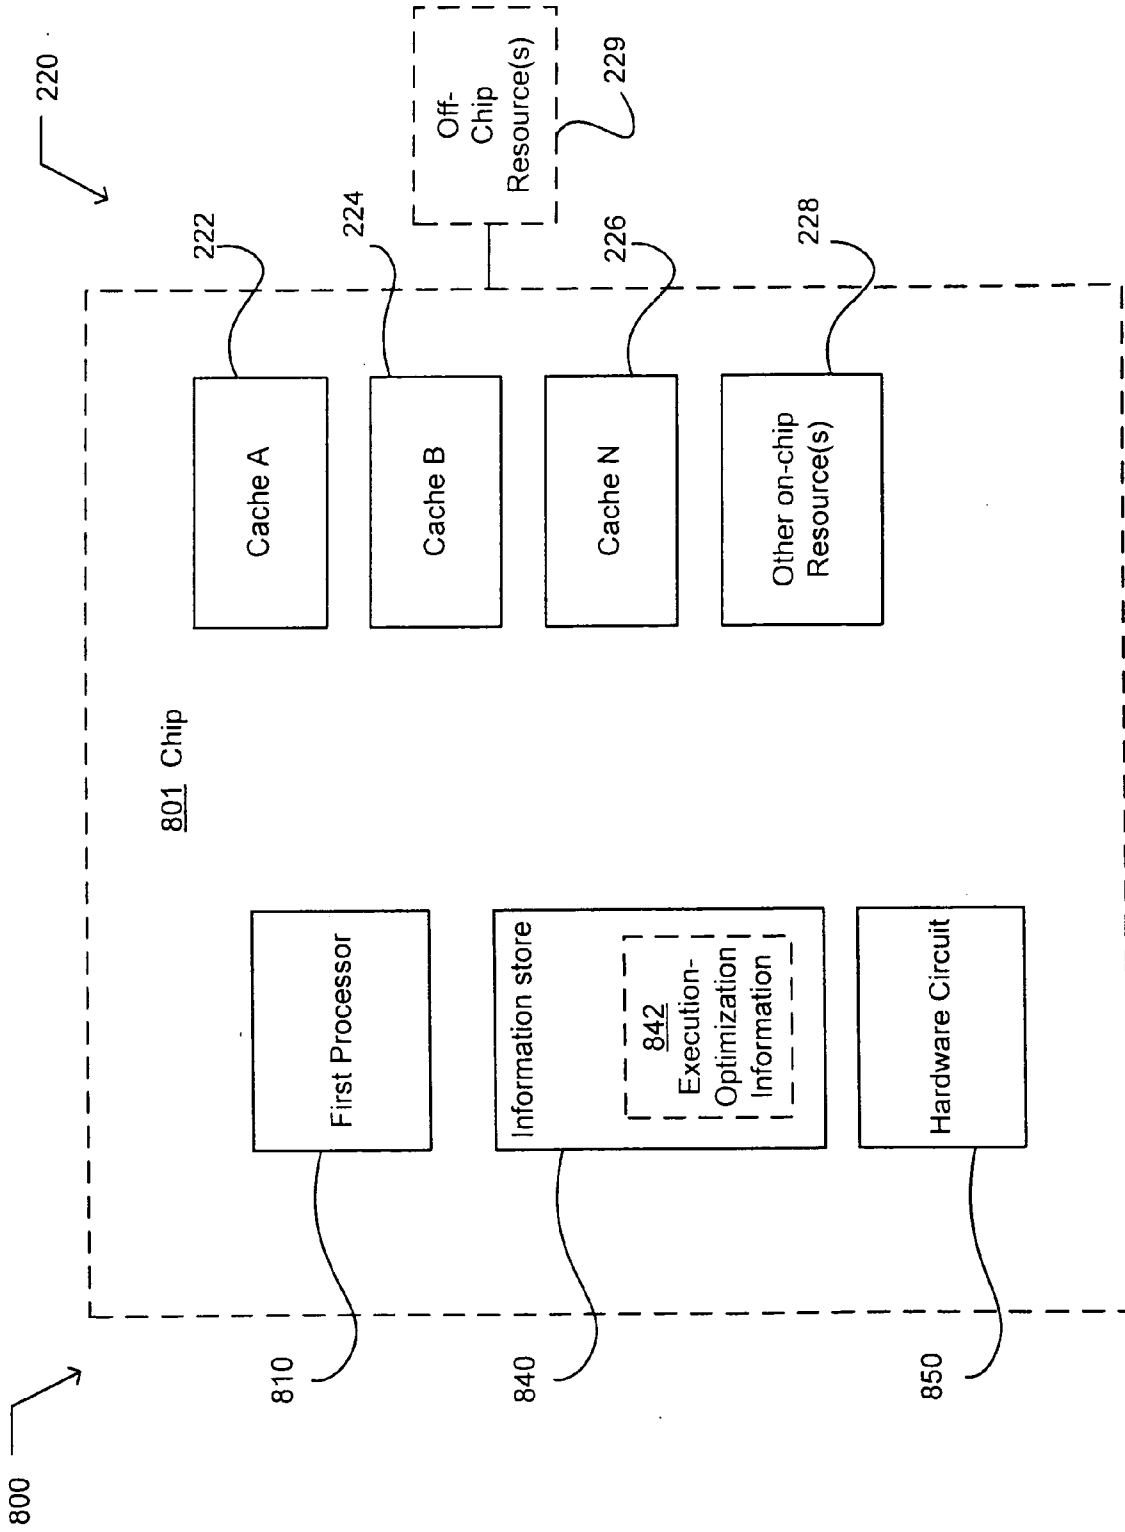 800
220
801 Chip
810
First Processor
Cache A
222
Cache B
224
Off-
Chip
Resource(s)
229
840
Information store
842
Execution-
Optimization
Information
Cache N
226
850
Hardware Circuit
Other on-chip
Resource(s)
228